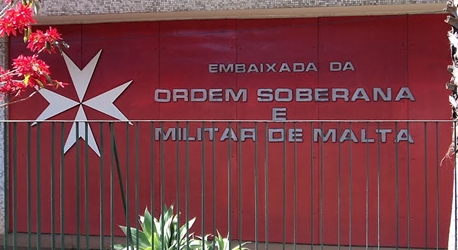 EMBAIXADA DA
ORDEM SOBERANA
E
MILITAR DE MALTA